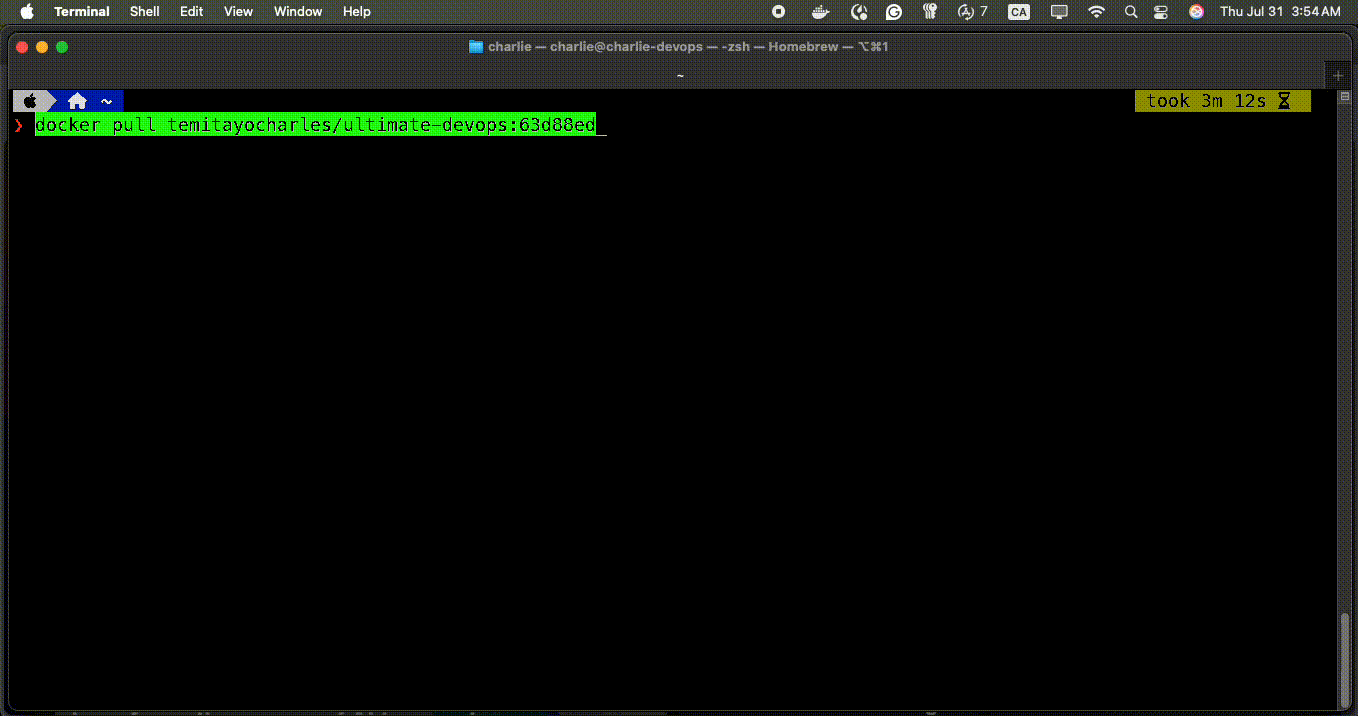 Terminal Shell Edit View Window Help 7 CA Thu Jul 31 3:54 AM
charlie — charlie@charlie-devops — -zsh — Homebrew — ⌥⌘1
~
~ took 3m 12s
❯ docker pull temitayocharles/ultimate-devops:63d88ed_